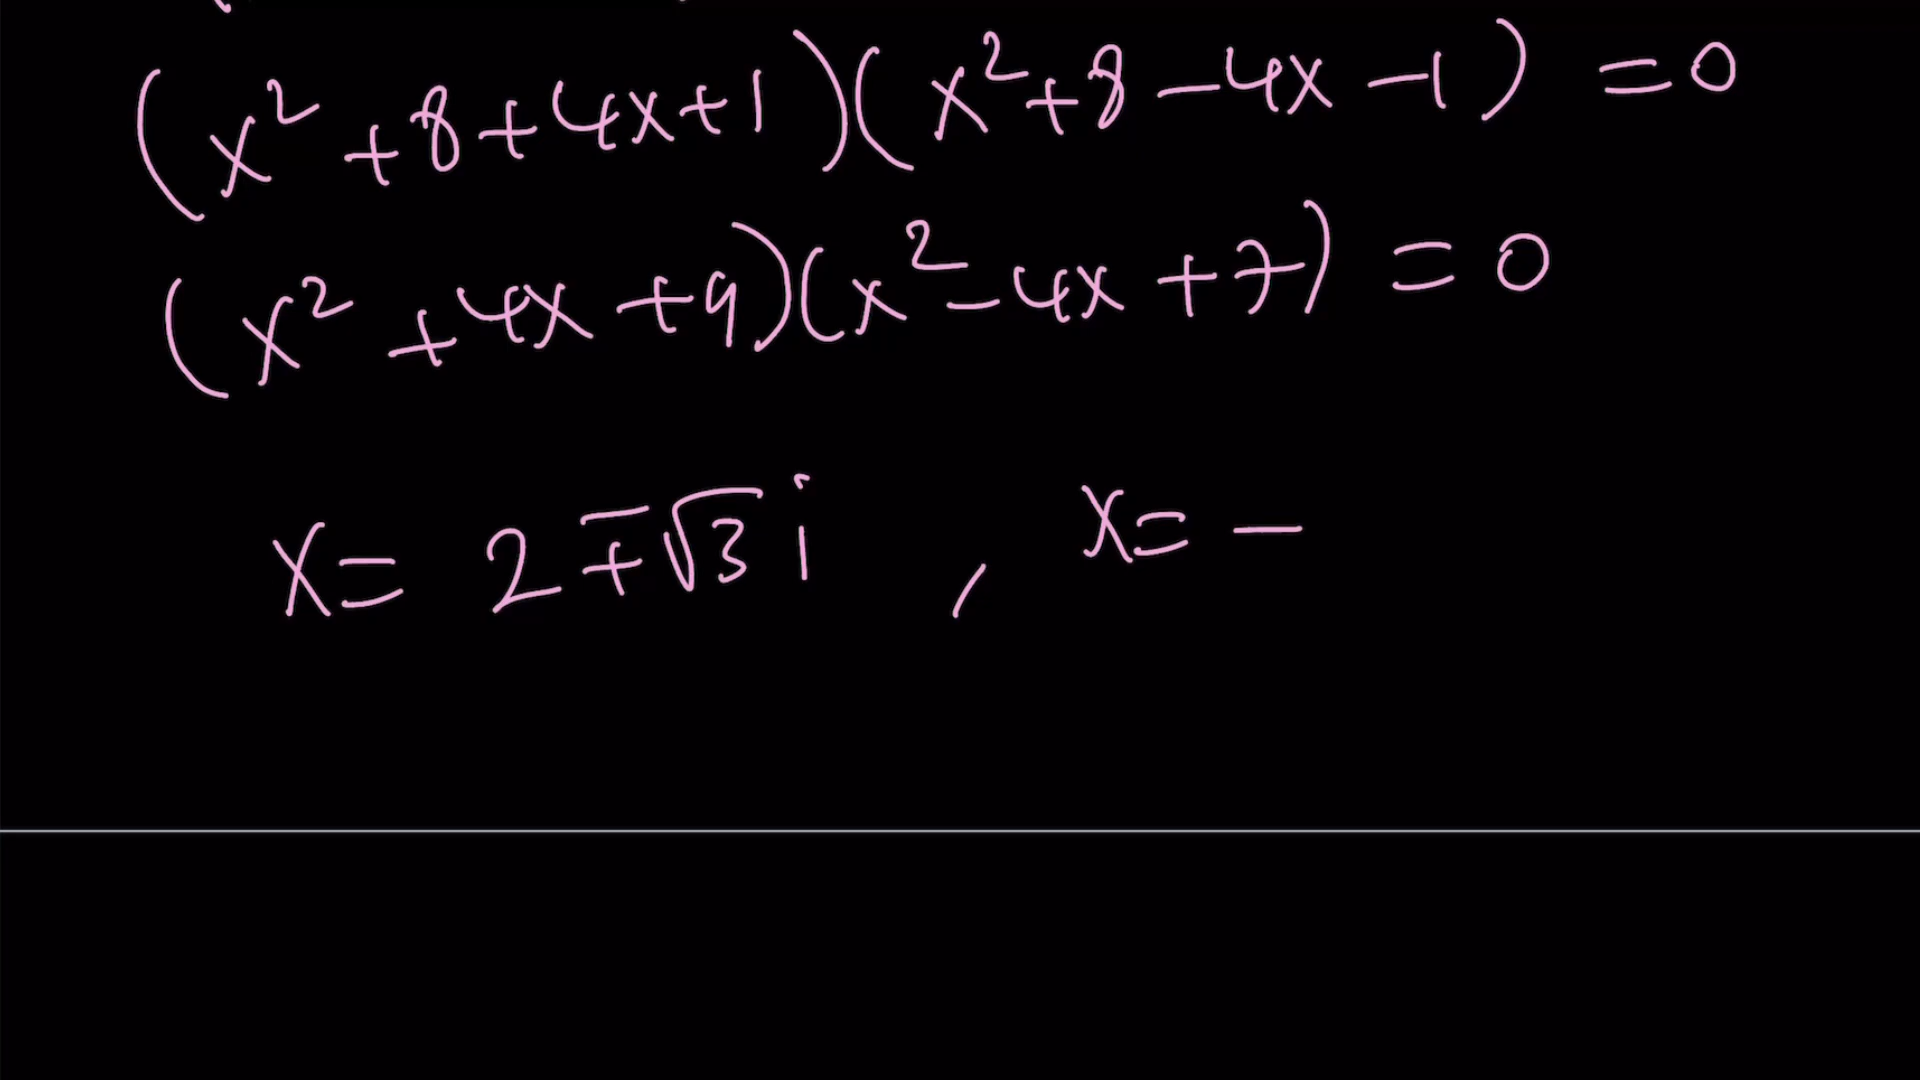 (x² + 8 + 4x + 1)(x² + 8 - 4x - 1) = 0
(x² + 4x + 9)(x² - 4x + 7) = 0
x = 2 ∓ √3 i , x = -